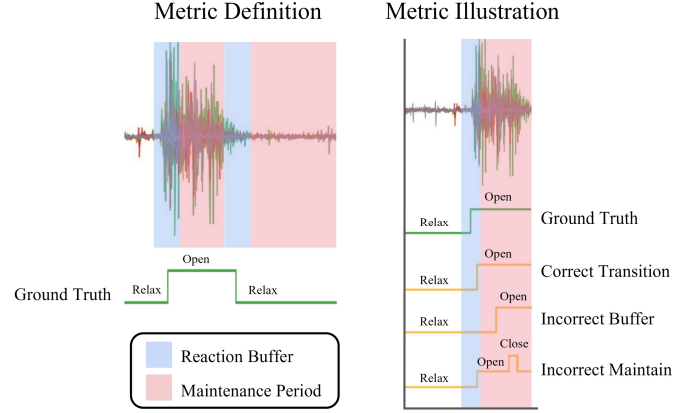 Metric Definition
Open
Relax
Relax
Ground Truth
Reaction Buffer
Maintenance Period
Metric Illustration
Open
Relax
Ground Truth
Open
Relax
Correct Transition
Open
Relax
Incorrect Buffer
Close
Open
Relax
Incorrect Maintain